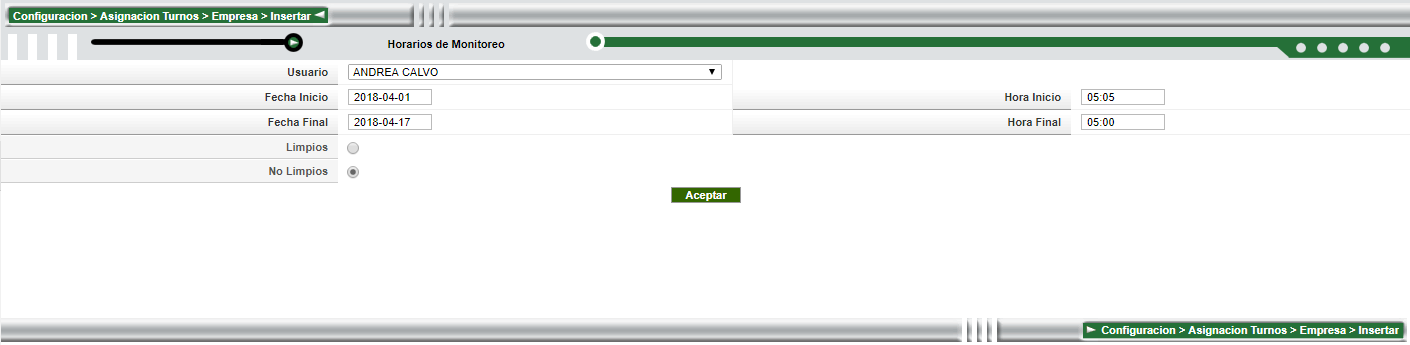 Configuracion > Asignacion Turnos > Empresa > Insertar
Horarios de Monitoreo
Usuario ANDREA CALVO
Fecha Inicio 2018-04-01 Hora Inicio 05:05
Fecha Final 2018-04-17 Hora Final 05:00
Limpios
No Limpios
Aceptar
Configuracion > Asignacion Turnos > Empresa > Insertar